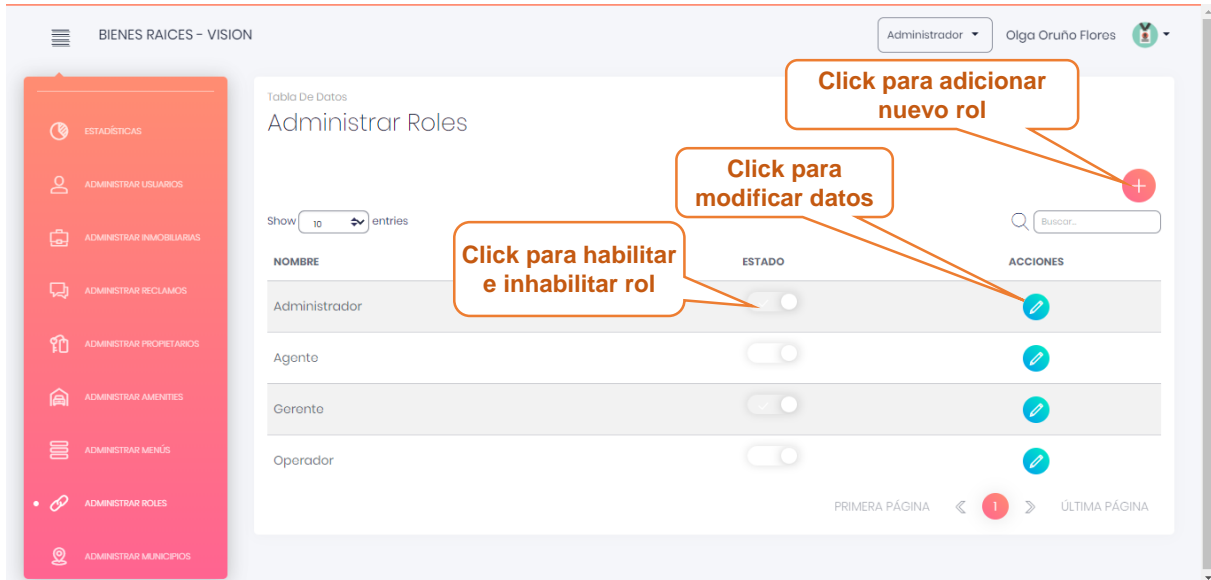 BIENES RAICES - VISION
Administrador
Olga Oruño Flores
ESTADÍSTICAS
ADMINISTRAR USUARIOS
ADMINISTRAR INMOBILIARIAS
ADMINISTRAR RECLAMOS
ADMINISTRAR PROPIETARIOS
ADMINISTRAR AMENITIES
ADMINISTRAR MENÚS
ADMINISTRAR ROLES
ADMINISTRAR MUNICIPIOS
Tabla De Datos
Administrar Roles
Click para adicionar
nuevo rol
Click para
modificar datos
Click para habilitar
e inhabilitar rol
Show 10 entries
Buscar...
NOMBRE ESTADO ACCIONES
Administrador
Agente
Gerente
Operador
PRIMERA PÁGINA 1 ÚLTIMA PÁGINA